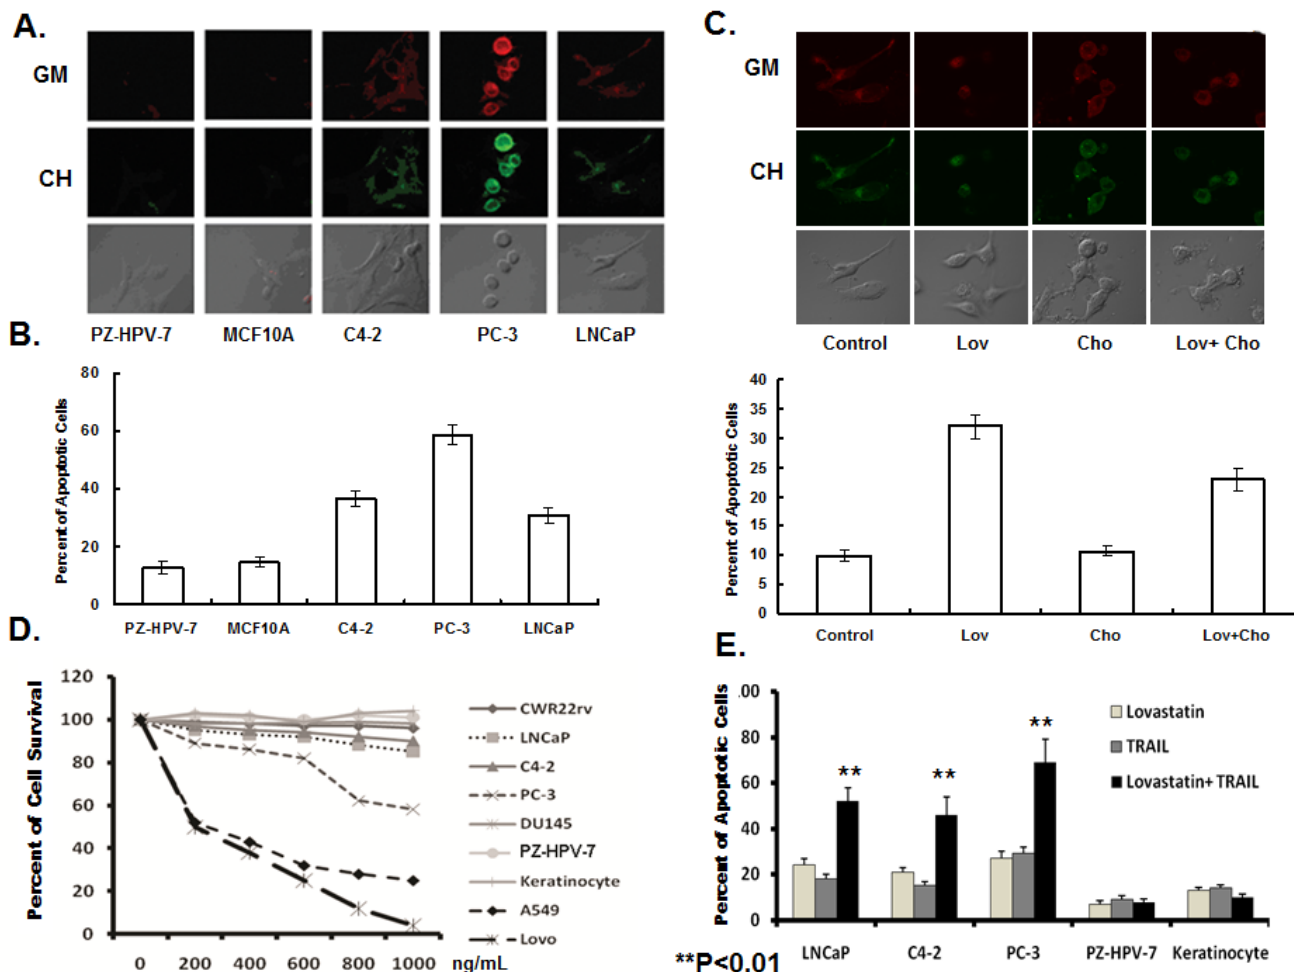 A.
GM
CH
PZ-HPV-7 MCF10A C4-2 PC-3 LNCaP
B.
Percent of Apoptotic Cells
80
60
40
20
0
PZ-HPV-7 MCF10A C4-2 PC-3 LNCaP
C.
GM
CH
Control Lov Cho Lov+ Cho
Percent of Apoptotic Cells
40
35
30
25
20
15
10
5
0
Control Lov Cho Lov+Cho
D.
Percent of Cell Survival
120
100
80
60
40
20
0
0 200 400 600 800 1000 ng/mL
CWR22rv
LNCaP
C4-2
PC-3
DU145
PZ-HPV-7
Keratinocyte
A549
Lovo
E.
Percent of Apoptotic Cells
100
80
60
40
20
0
** ** **
Lovastatin
TRAIL
Lovastatin+ TRAIL
LNCaP C4-2 PC-3 PZ-HPV-7 Keratinocyte
**P<0.01